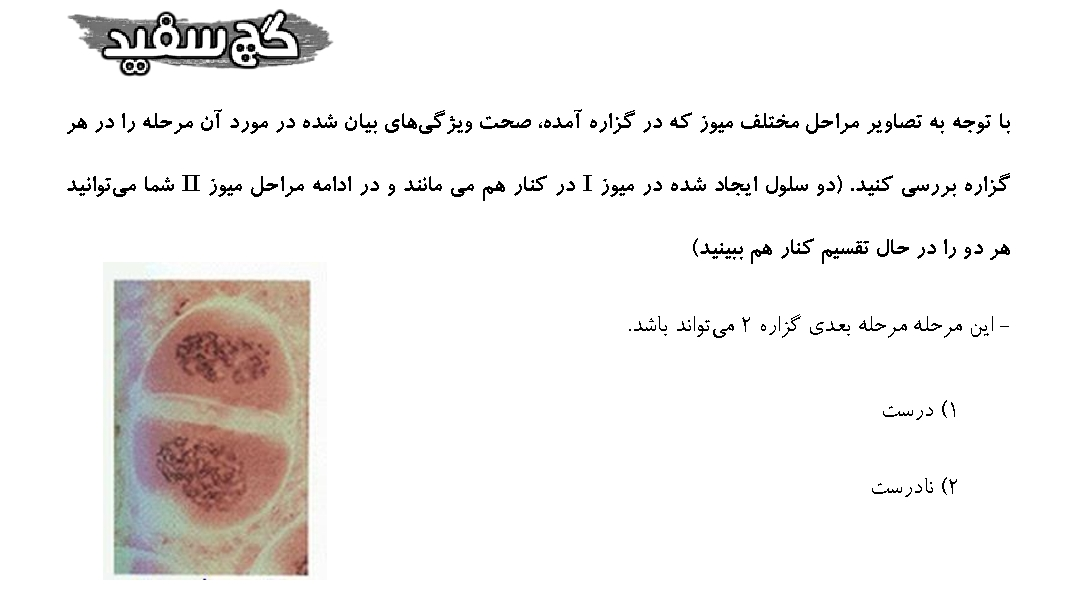 گچ سفید
با توجه به تصاویر مراحل مختلف میوز که در گزاره آمده، صحت ویژگی‌های بیان شده در مورد آن مرحله را در هر
گزاره بررسی کنید. (دو سلول ایجاد شده در میوز I در کنار هم می مانند و در ادامه مراحل میوز II شما می‌توانید
هر دو را در حال تقسیم کنار هم ببینید)
- این مرحله مرحله بعدی گزاره ۲ می‌تواند باشد.
۱) درست
۲) نادرست